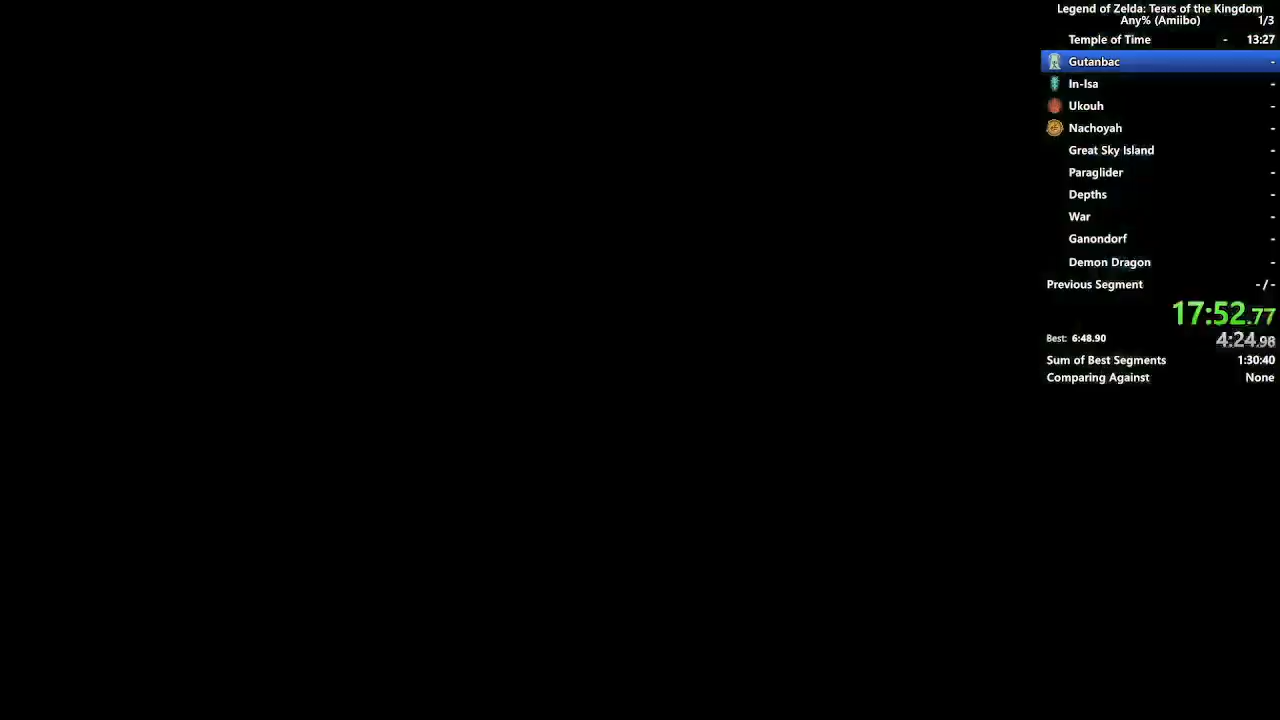 Legend of Zelda: Tears of the Kingdom
Any% (Amiibo) 1/3
Temple of Time - 13:27
Gutanbac -
In-Isa -
Ukouh -
Nachoyah -
Great Sky Island -
Paraglider -
Depths -
War -
Ganondorf -
Demon Dragon -
Previous Segment - / -
17:52.77
Best: 6:48.90 4:24.96
Sum of Best Segments 1:30:40
Comparing Against None